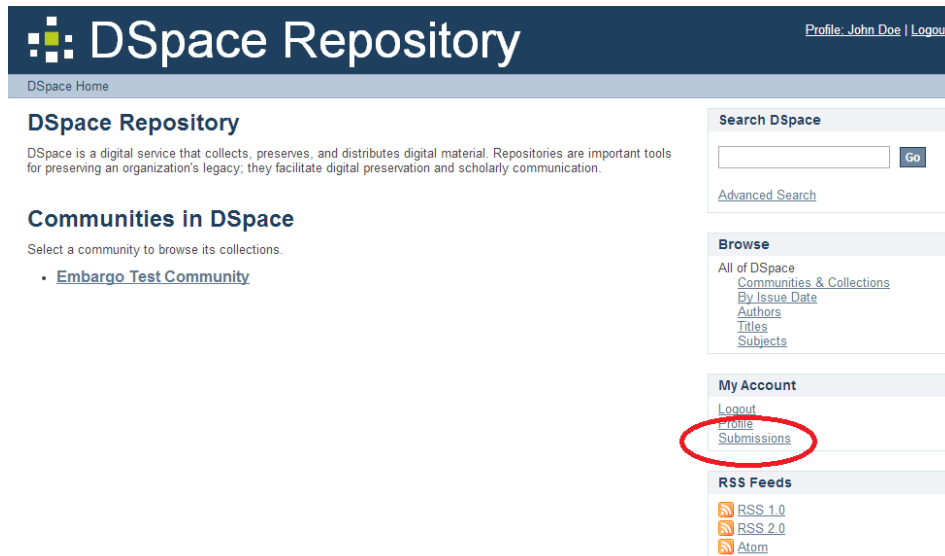 DSpace Repository
Profile: John Doe | Logou
DSpace Home
DSpace Repository
DSpace is a digital service that collects, preserves, and distributes digital material. Repositories are important tools
for preserving an organization's legacy; they facilitate digital preservation and scholarly communication.
Communities in DSpace
Select a community to browse its collections.
• Embargo Test Community
Search DSpace
Go
Advanced Search
Browse
All of DSpace
Communities & Collections
By Issue Date
Authors
Titles
Subjects
My Account
Logout
Profile
Submissions
RSS Feeds
RSS 1.0
RSS 2.0
Atom